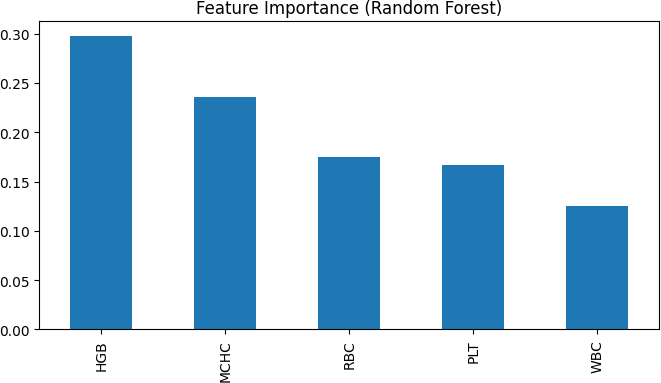 Feature Importance (Random Forest)
0.30
0.25
0.20
0.15
0.10
0.05
0.00
HGB
MCHC
RBC
PLT
WBC